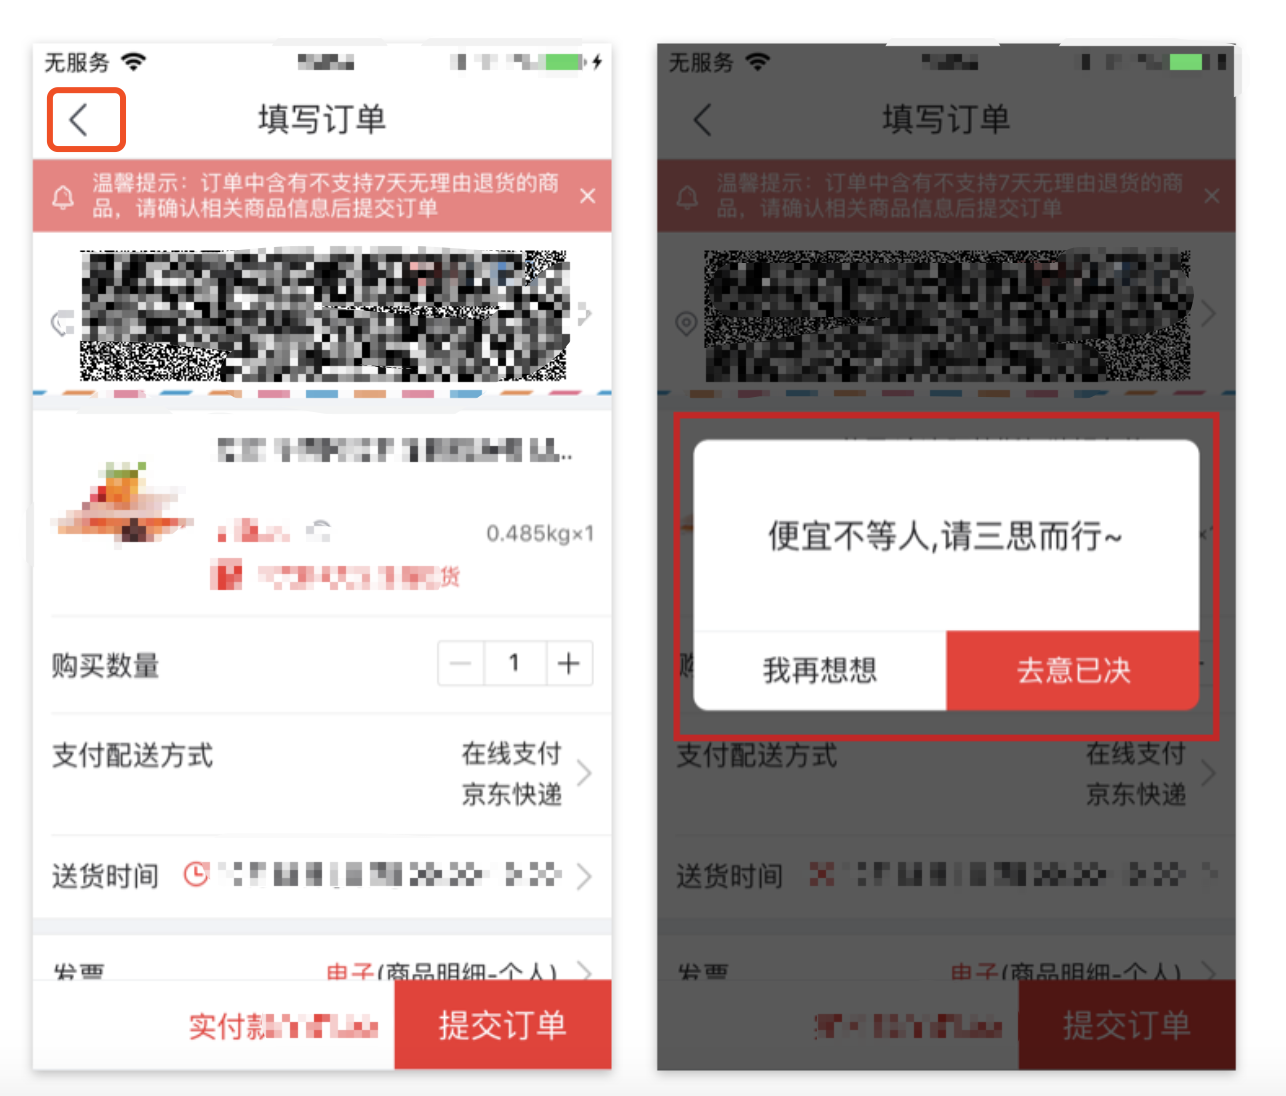 无服务
填写订单
温馨提示：订单中含有不支持7天无理由退货的商
品，请确认相关商品信息后提交订单
0.485kg×1
货
购买数量
1
支付配送方式
在线支付
京东快递
送货时间
发票
电子(商品明细-个人)
实付款
提交订单
无服务
填写订单
温馨提示：订单中含有不支持7天无理由退货的商
品，请确认相关商品信息后提交订单
便宜不等人,请三思而行~
我再想想
去意已决
支付配送方式
在线支付
京东快递
送货时间
发票
电子(商品明细-个人)
提交订单